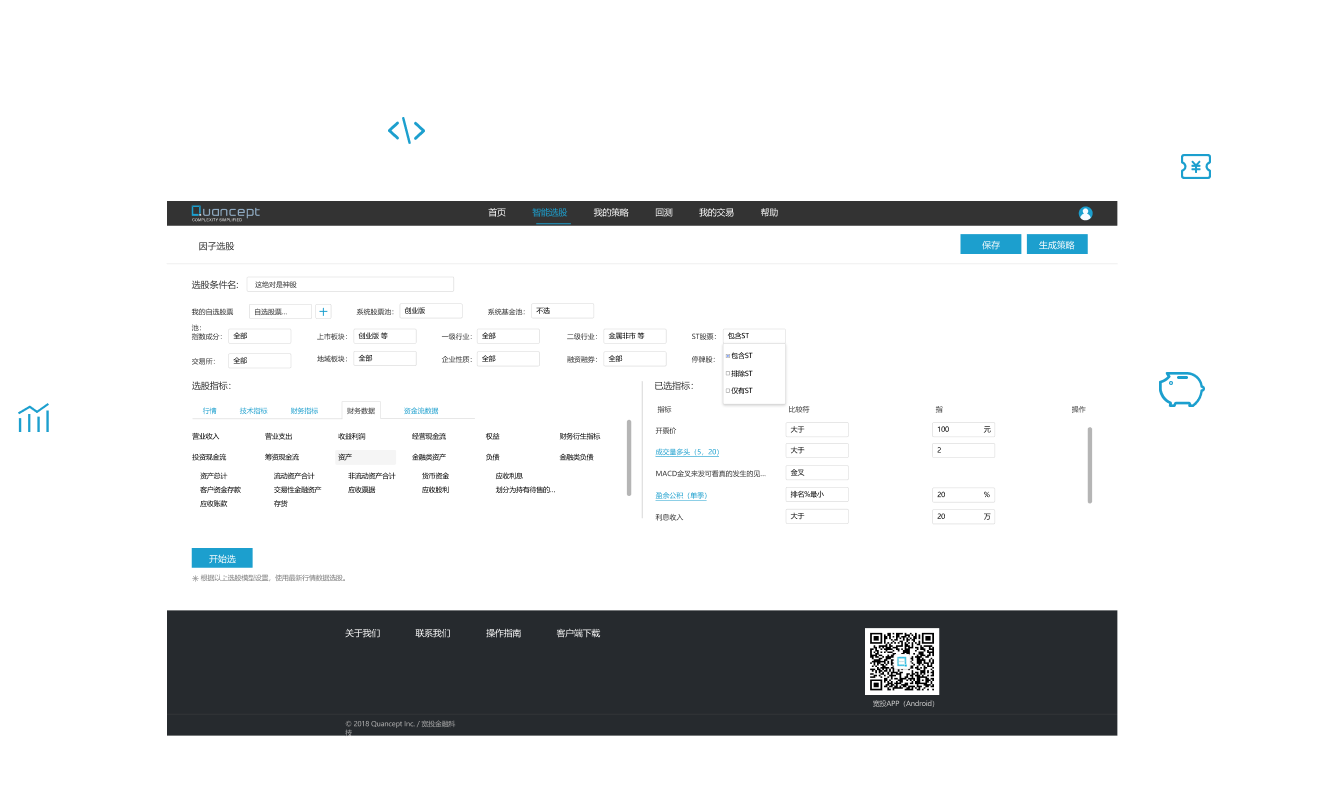 Quancept
COMPLEXITY SIMPLIFIED
首页 智能选股 我的策略 回测 我的交易 帮助
因子选股 保存 生成策略
选股条件名: 这绝对是神股
我的自选股票池: 自选股票... + 系统股票池: 创业版 系统基金池: 不选
指数成分: 全部 上市板块: 创业版 等 一级行业: 全部 二级行业: 金属非市 等 ST股票: 包含ST
交易所: 全部 地域板块: 全部 企业性质: 全部 融资融券: 全部 停牌股:
包含ST
排除ST
仅有ST
选股指标: 已选指标:
行情 技术指标 财务指标 财务数据 资金流数据
指标 比较符 指 操作
营业收入 营业支出 收益利润 经营现金流 权益 财务衍生指标
投资现金流 筹资现金流 资产 金融类资产 负债 金融类负债
资产总计 流动资产合计 非流动资产合计 货币资金 应收利息
客户资金存款 交易性金融资产 应收票据 应收股利 划分为持有待售的...
应收账款 存货
开票价 大于 100 元
成交量多头（5，20） 大于 2
MACD金叉来发可看真的发生的见... 金叉
盈余公积（单季） 排名%最小 20 %
利息收入 大于 20 万
开始选
✳ 根据以上选股模型设置，使用最新行情数据选股。
关于我们 联系我们 操作指南 客户端下载
宽投APP（Android）
© 2018 Quancept Inc. / 宽投金融科
技